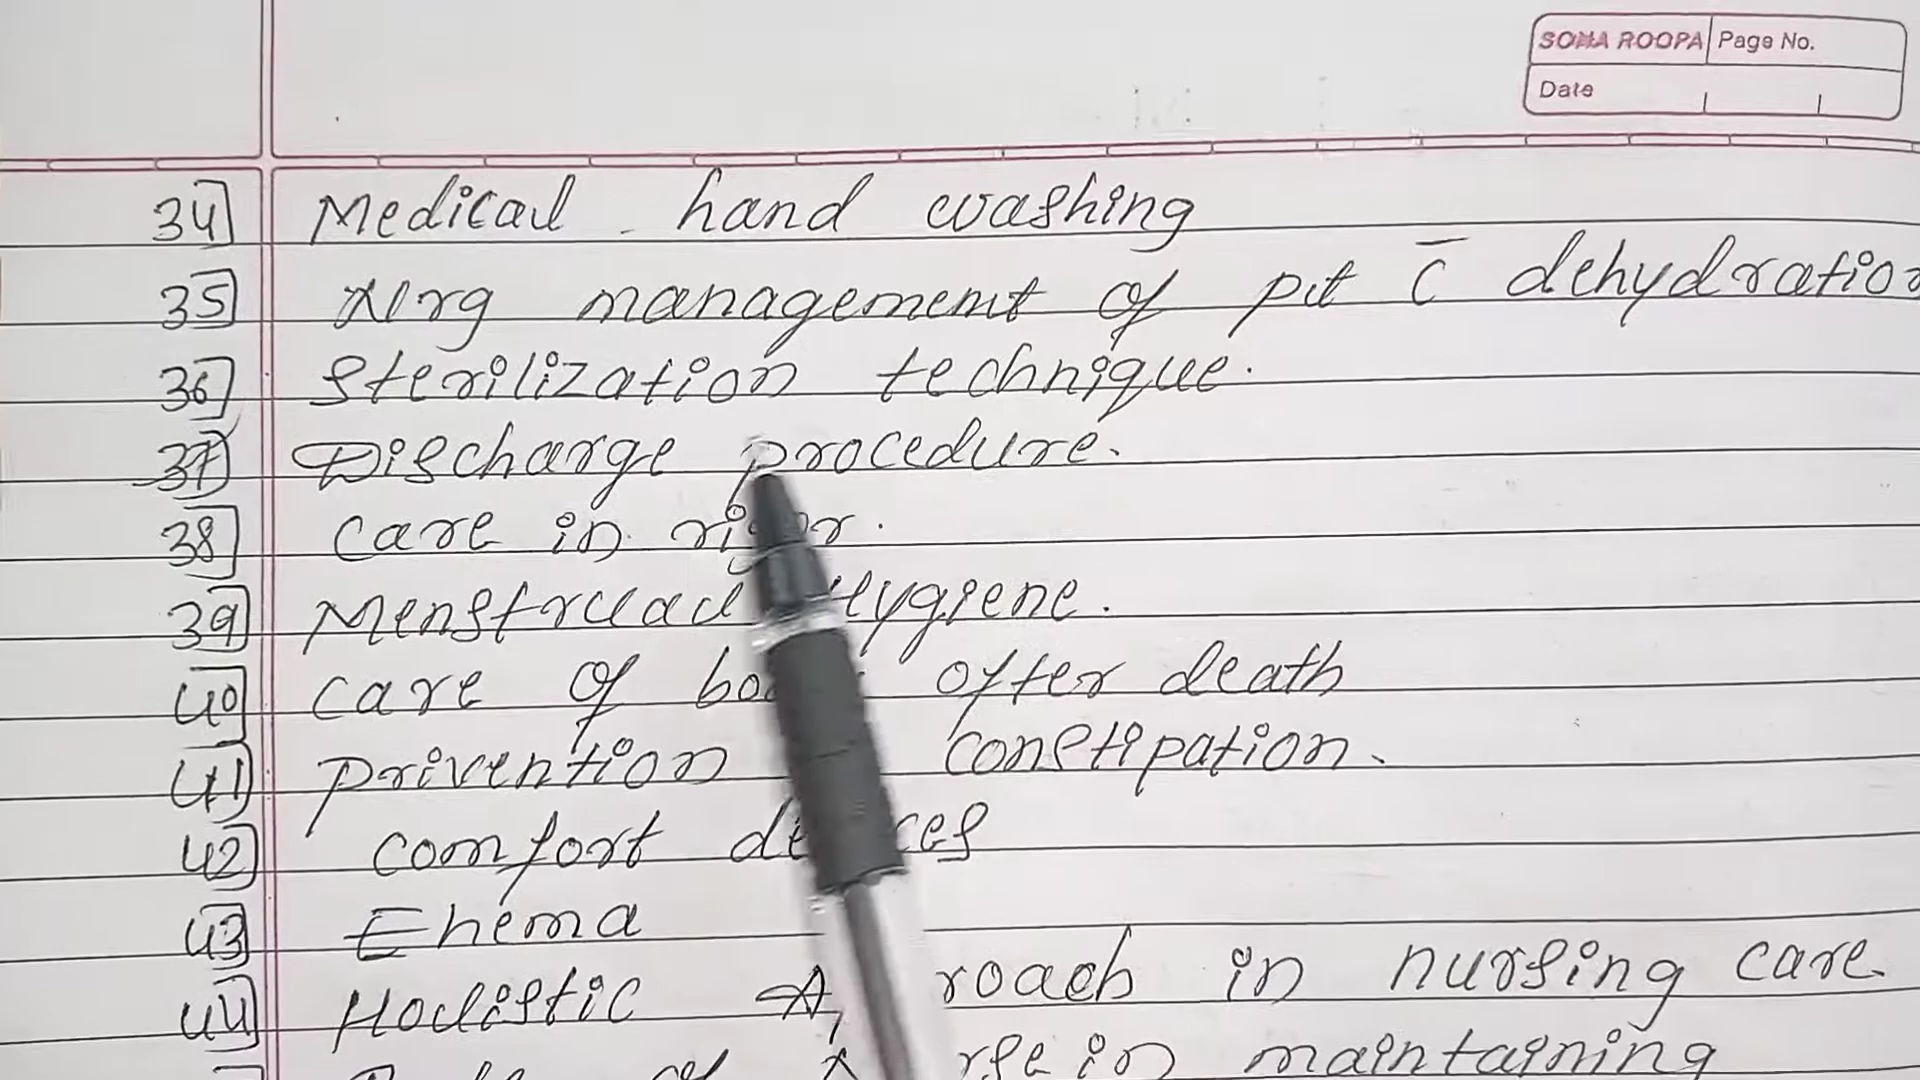 SOMA ROOPA Page No.
Date
34 Medical hand washing
35 Nrg management of pt c̄ dehydration
36 Sterilization technique.
37 Discharge procedure.
38 Care in
39 Menstrual Hygiene.
40 Care of after death
41 Privention constipation.
42 Comfort
43 Enema
44 Holistic in nursing care
in maintaining